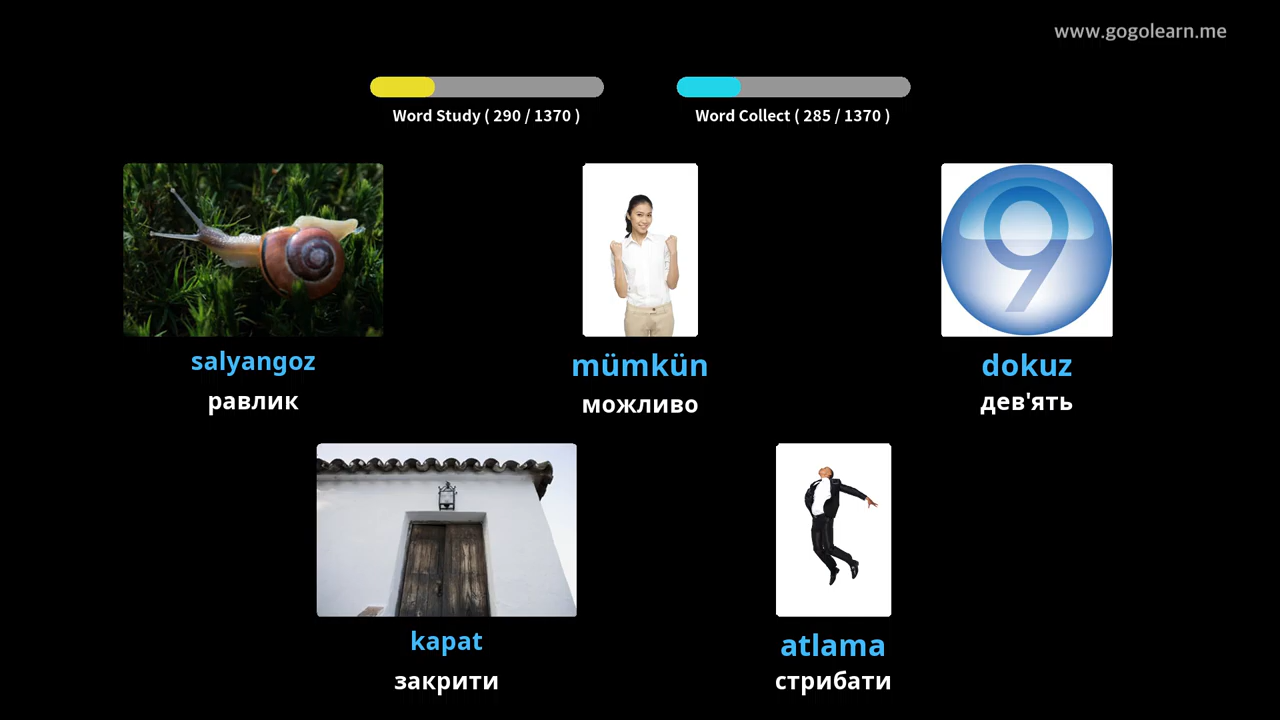 www.gogolearn.me
Word Study ( 290 / 1370 )
Word Collect ( 285 / 1370 )
9
salyangoz
mümkün
dokuz
равлик
можливо
дев'ять
kapat
atlama
закрити
стрибати